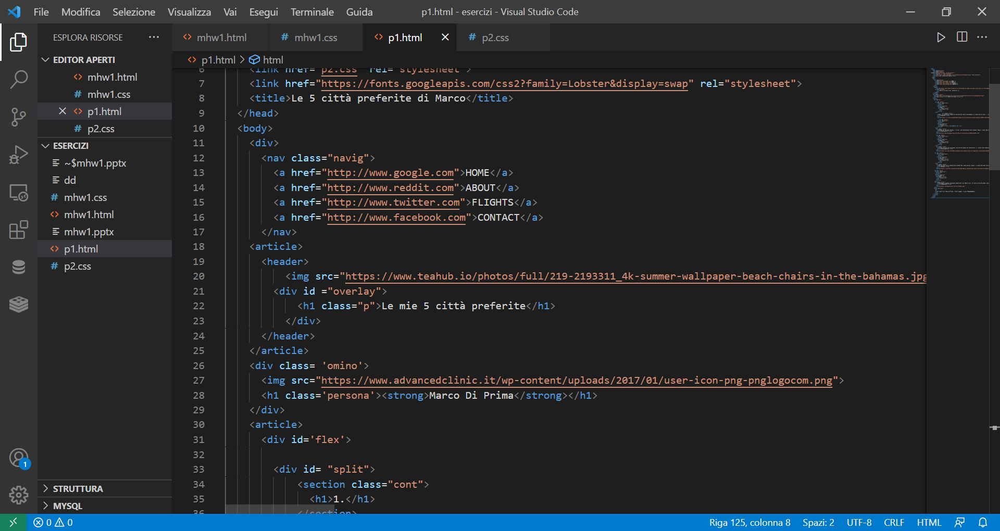 File Modifica Selezione Visualizza Vai Esegui Terminale Guida p1.html - esercizi - Visual Studio Code
ESPLORA RISORSE ···
EDITOR APERTI
<> mhw1.html
# mhw1.css
<> p1.html
# p2.css
ESERCIZI
~$mhw1.pptx
dd
# mhw1.css
<> mhw1.html
mhw1.pptx
<> p1.html
# p2.css
STRUTTURA
MYSQL
1
<> mhw1.html # mhw1.css <> p1.html # p2.css
<> p1.html > html
6 <link href="p2.css" rel="stylesheet">
7 <link href="https://fonts.googleapis.com/css2?family=Lobster&display=swap" rel="stylesheet">
8 <title>Le 5 città preferite di Marco</title>
9 </head>
10 <body>
11 <div>
12 <nav class="navig">
13 <a href="http://www.google.com">HOME</a>
14 <a href="http://www.reddit.com">ABOUT</a>
15 <a href="http://www.twitter.com">FLIGHTS</a>
16 <a href="http://www.facebook.com">CONTACT</a>
17 </nav>
18 <article>
19 <header>
20 <img src="https://www.teahub.io/photos/full/219-2193311_4k-summer-wallpaper-beach-chairs-in-the-bahamas.jpg
21 <div id ="overlay">
22 <h1 class="p">Le mie 5 città preferite</h1>
23 </div>
24 </header>
25 </article>
26 <div class= 'omino'>
27 <img src="https://www.advancedclinic.it/wp-content/uploads/2017/01/user-icon-png-pnglogocom.png">
28 <h1 class='persona'><strong>Marco Di Prima</strong></h1>
29 </div>
30 <article>
31 <div id='flex'>
32
33 <div id= "split">
34 <section class="cont">
35 <h1>1.</h1>
36 </section>
0 0 Riga 125, colonna 8 Spazi: 2 UTF-8 CRLF HTML